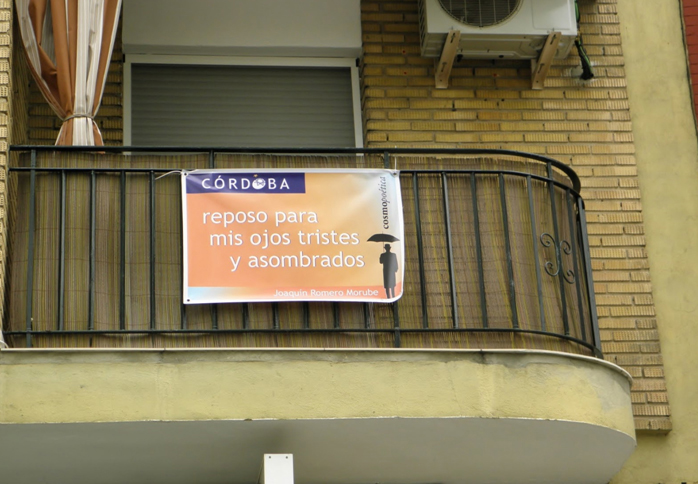 CÓRDOBA
cosmopoética
reposo para
mis ojos tristes
y asombrados
Joaquín Romero Morube